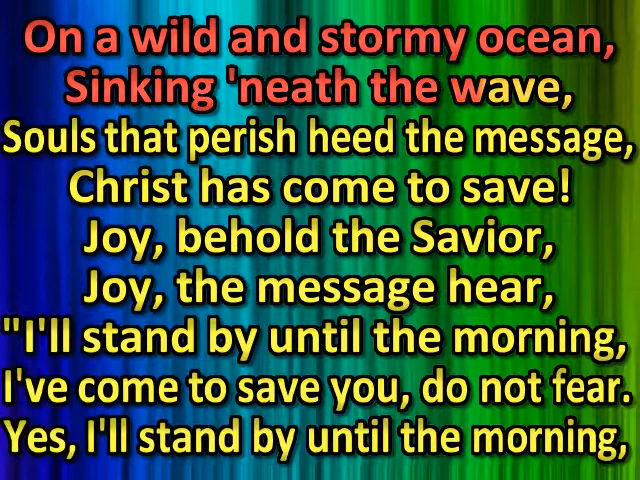 On a wild and stormy ocean,
Sinking 'neath the wave,
Souls that perish heed the message,
Christ has come to save!
Joy, behold the Savior,
Joy, the message hear,
"I'll stand by until the morning,
I've come to save you, do not fear.
Yes, I'll stand by until the morning,